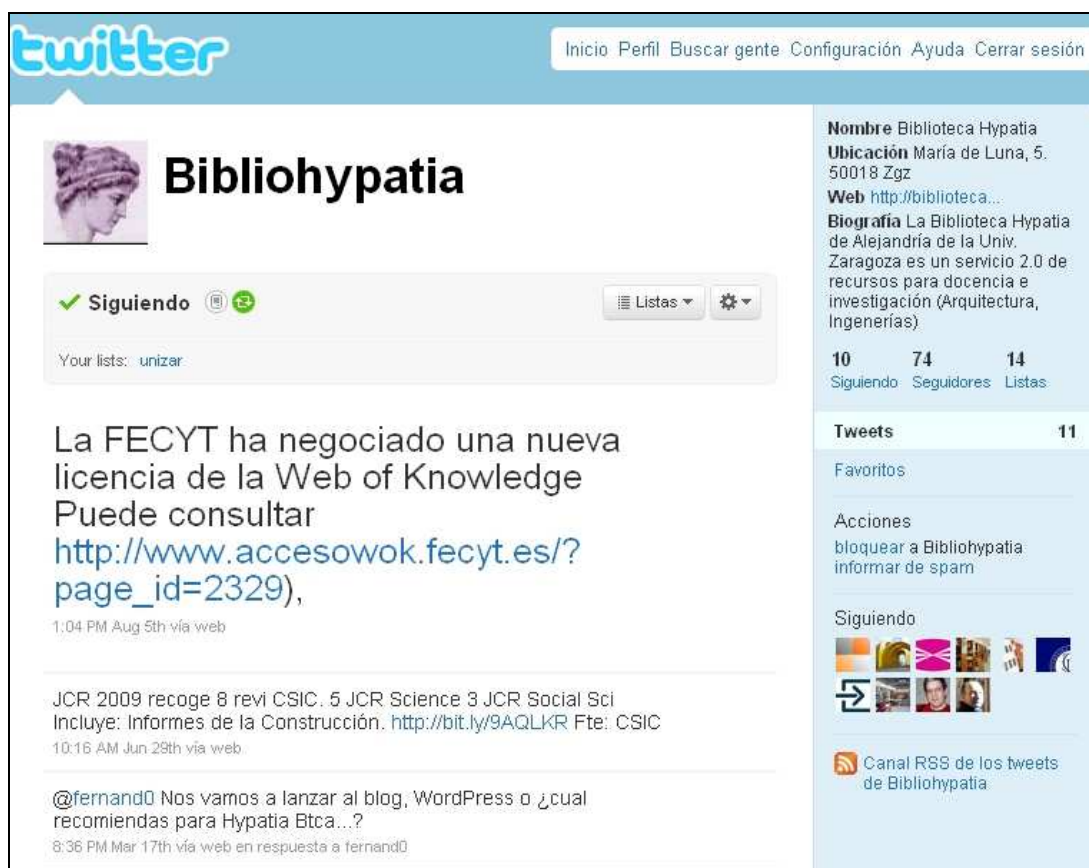 twitter
Inicio Perfil Buscar gente Configuración Ayuda Cerrar sesión
Bibliohypatia
Siguiendo
Listas
Your lists: unizar
La FECYT ha negociado una nueva
licencia de la Web of Knowledge
Puede consultar
http://www.accesowok.fecyt.es/?
page_id=2329),
1:04 PM Aug 5th vía web
JCR 2009 recoge 8 revi CSIC. 5 JCR Science 3 JCR Social Sci
Incluye: Informes de la Construcción. http://bit.ly/9AQLKR Fte: CSIC
10:16 AM Jun 29th vía web
@fernand0 Nos vamos a lanzar al blog, WordPress o ¿cual
recomiendas para Hypatia Btca...?
8:36 PM Mar 17th vía web en respuesta a fernand0
Nombre Biblioteca Hypatia
Ubicación María de Luna, 5.
50018 Zgz
Web http://biblioteca...
Biografía La Biblioteca Hypatia
de Alejandría de la Univ.
Zaragoza es un servicio 2.0 de
recursos para docencia e
investigación (Arquitectura,
Ingenerías)
10 74 14
Siguiendo Seguidores Listas
Tweets 11
Favoritos
Acciones
bloquear a Bibliohypatia
informar de spam
Siguiendo
Canal RSS de los tweets
de Bibliohypatia